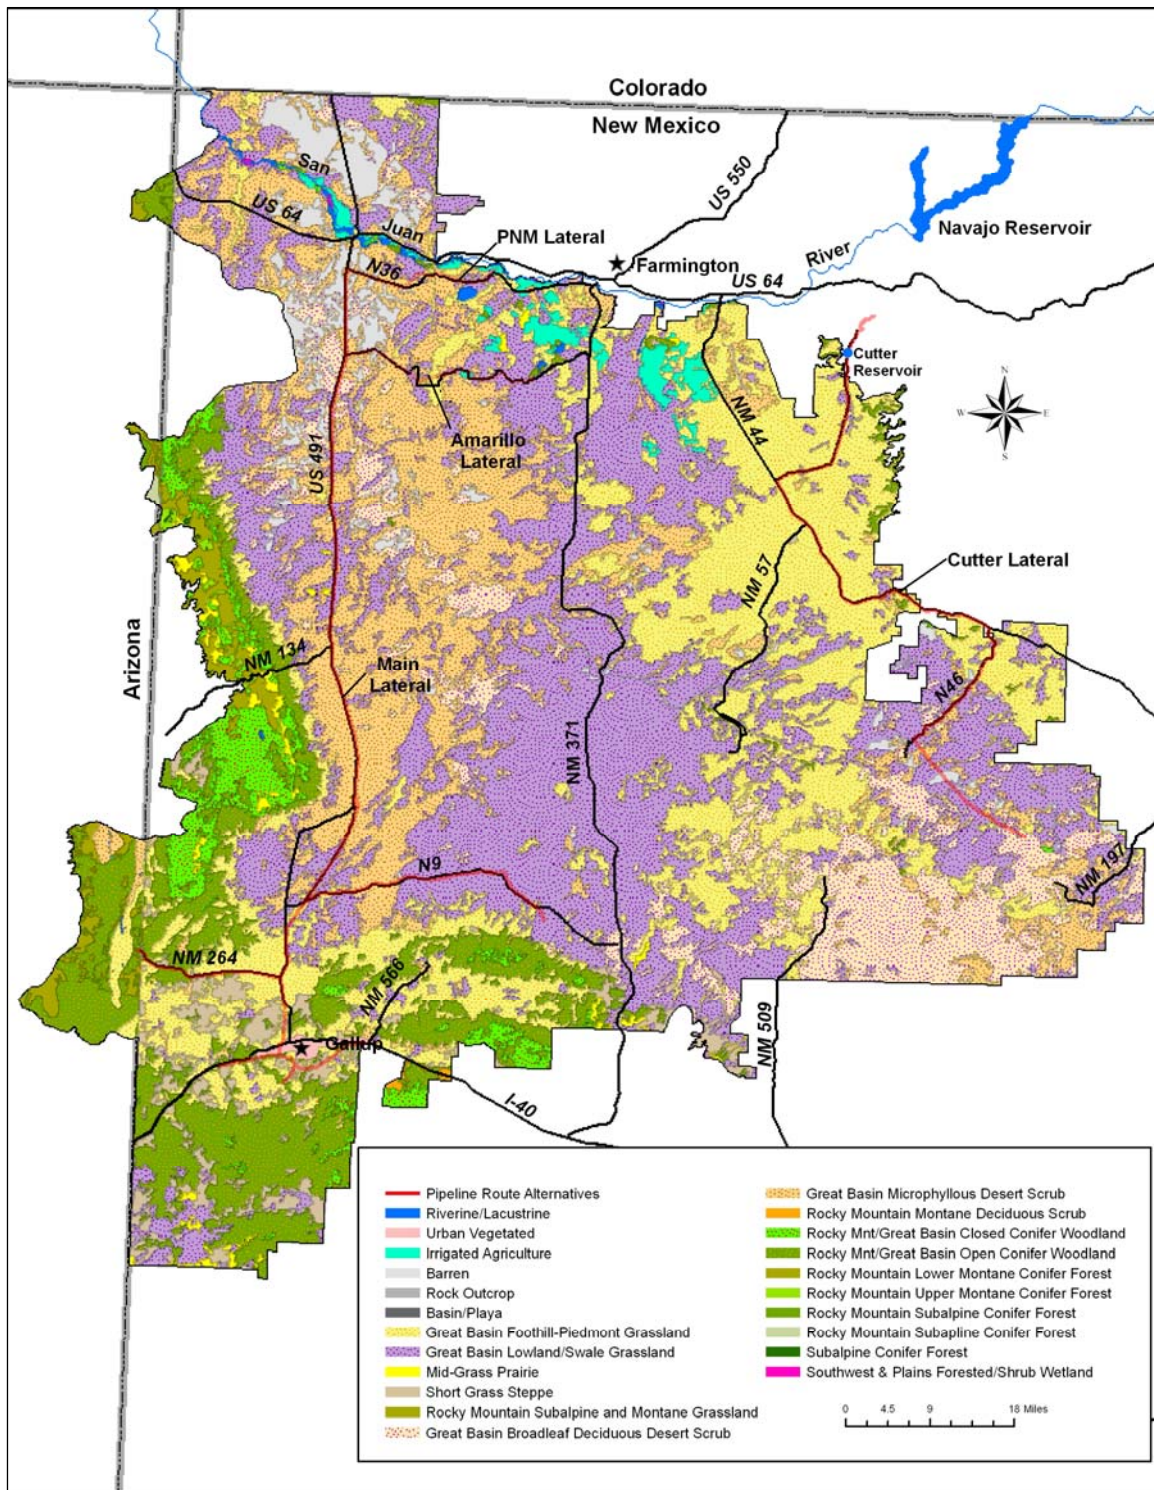 Colorado
New Mexico
San
US 550
US 64
Juan
PNM Lateral
Navajo Reservoir
River
N36
Farmington
US 64
Cutter
Reservoir
N
W
E
S
NM 44
Amarillo
Lateral
US 491
NM 57
Cutter Lateral
Arizona
NM 134
Main
Lateral
N46
NM 371
N9
NM 197
NM 264
NM 566
NM 509
Gallup
I-40
Pipeline Route Alternatives
Riverine/Lacustrine
Urban Vegetated
Irrigated Agriculture
Barren
Rock Outcrop
Basin/Playa
Great Basin Foothill-Piedmont Grassland
Great Basin Lowland/Swale Grassland
Mid-Grass Prairie
Short Grass Steppe
Rocky Mountain Subalpine and Montane Grassland
Great Basin Broadleaf Deciduous Desert Scrub
Great Basin Microphyllous Desert Scrub
Rocky Mountain Montane Deciduous Scrub
Rocky Mnt/Great Basin Closed Conifer Woodland
Rocky Mnt/Great Basin Open Conifer Woodland
Rocky Mountain Lower Montane Conifer Forest
Rocky Mountain Upper Montane Conifer Forest
Rocky Mountain Subalpine Conifer Forest
Rocky Mountain Subapline Conifer Forest
Subalpine Conifer Forest
Southwest & Plains Forested/Shrub Wetland
0 4.5 9 18 Miles